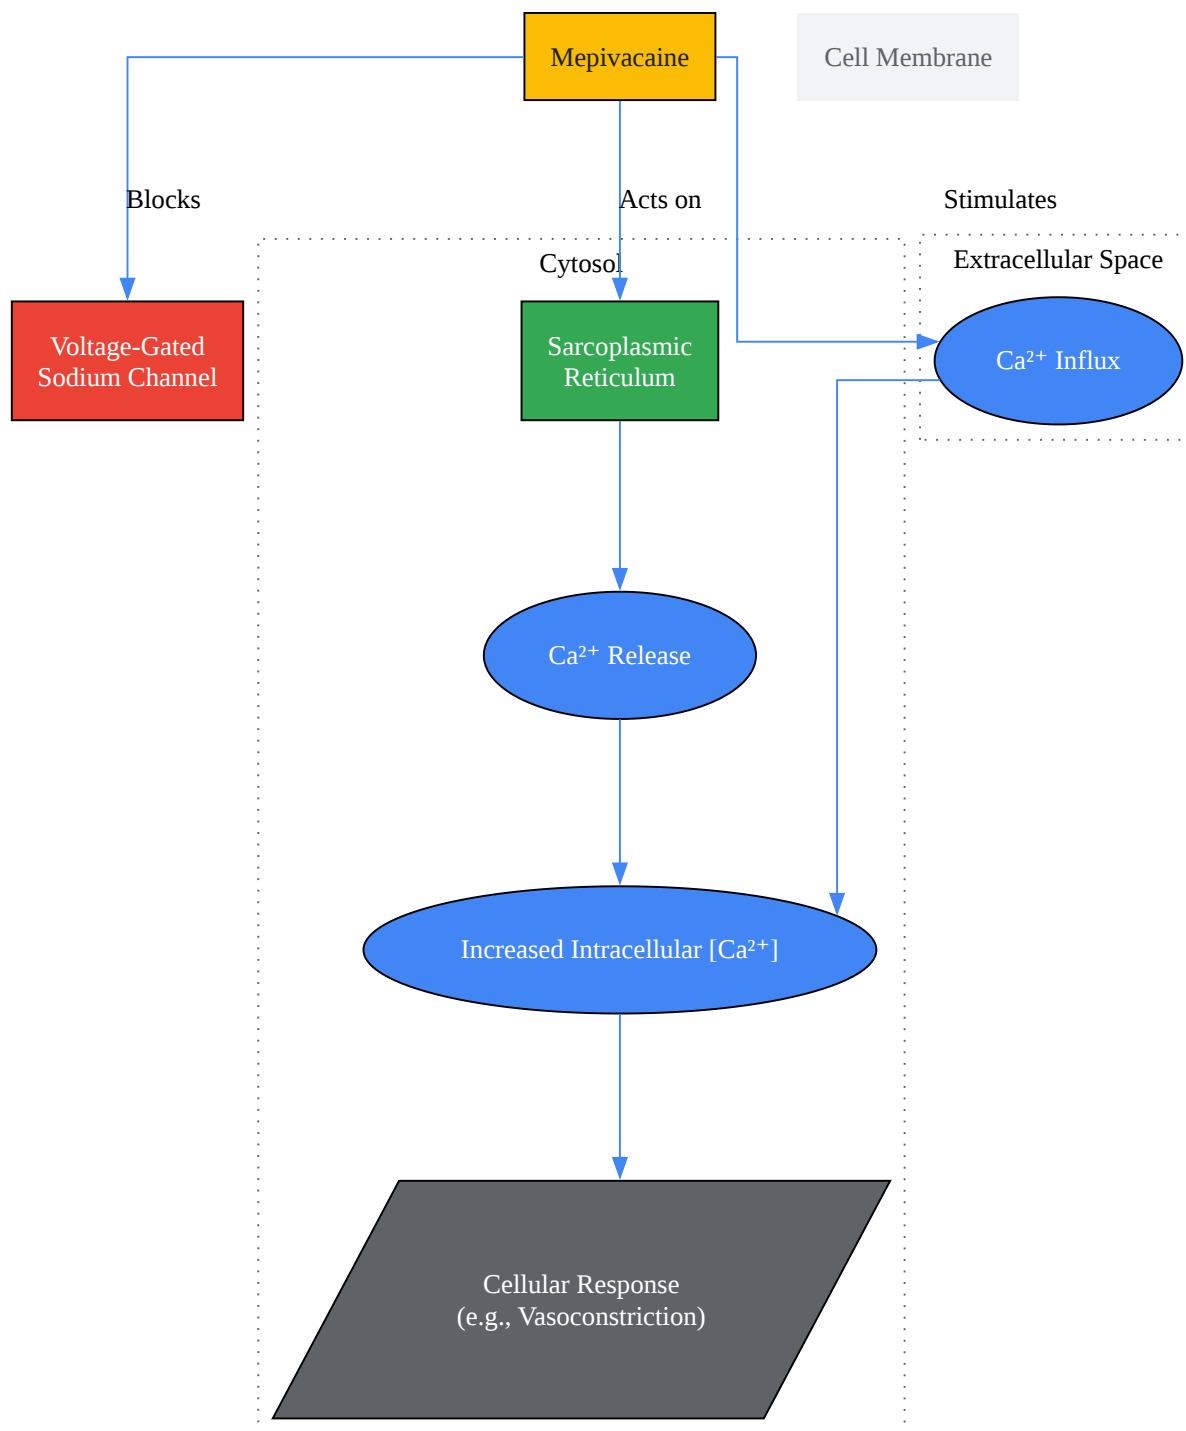 Mepivacaine
Cell Membrane
Blocks
Acts on
Stimulates
Cytosol
Extracellular Space
Voltage-Gated
Sodium Channel
Sarcoplasmic
Reticulum
Ca²⁺ Influx
Ca²⁺ Release
Increased Intracellular [Ca²⁺]
Cellular Response
(e.g., Vasoconstriction)